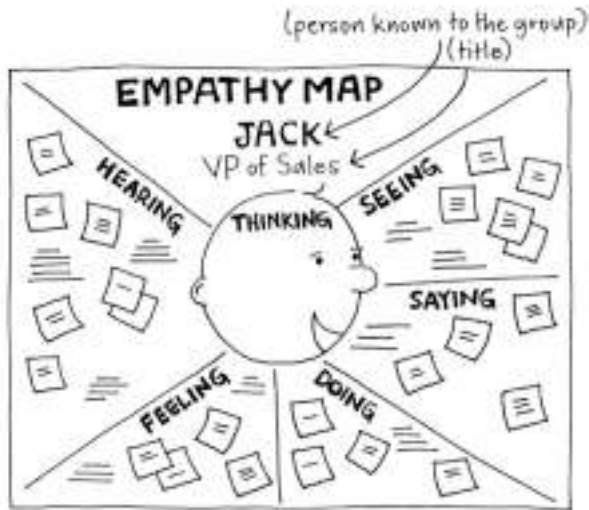 (person known to the group)
(title)
EMPATHY MAP
JACK
VP of Sales
HEARING
THINKING
SEEING
SAYING
FEELING
DOING